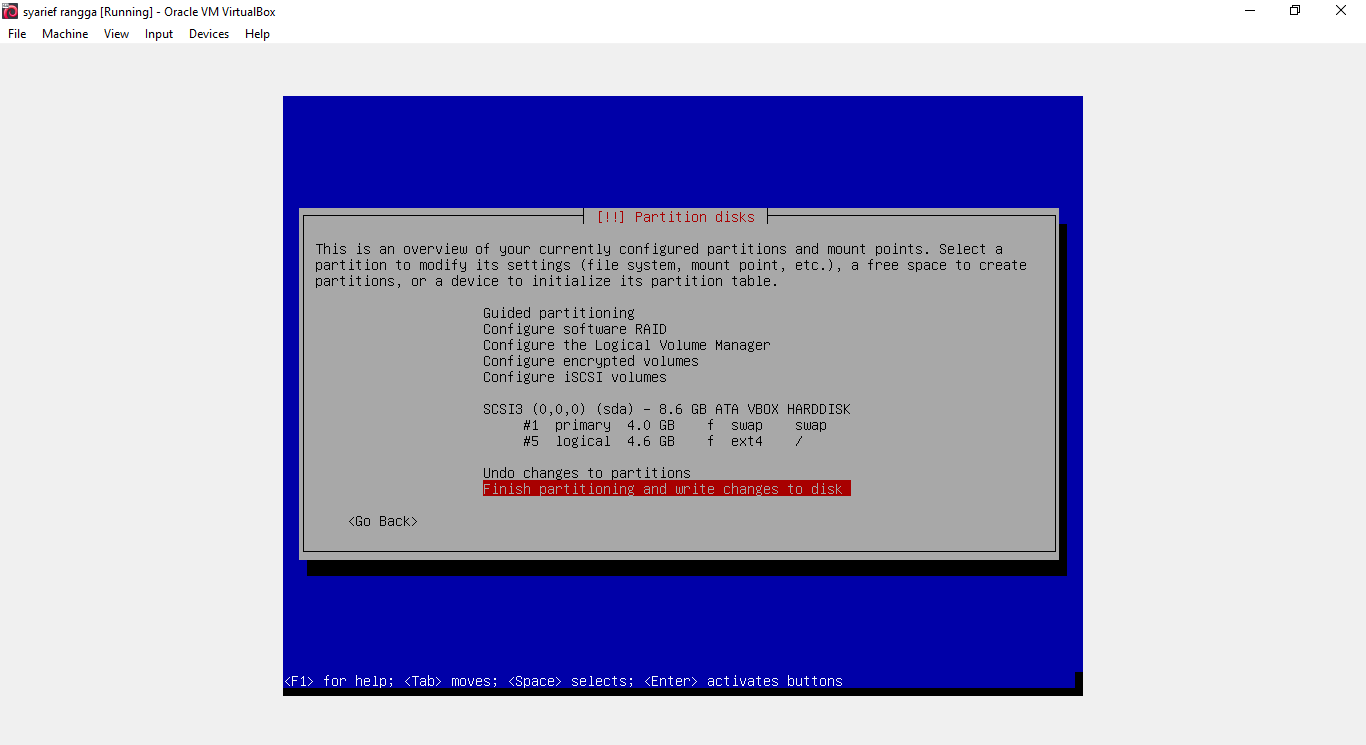 syarief rangga [Running] - Oracle VM VirtualBox
File Machine View Input Devices Help
[!!] Partition disks
This is an overview of your currently configured partitions and mount points. Select a
partition to modify its settings (file system, mount point, etc.), a free space to create
partitions, or a device to initialize its partition table.
Guided partitioning
Configure software RAID
Configure the Logical Volume Manager
Configure encrypted volumes
Configure iSCSI volumes
SCSI3 (0,0,0) (sda) - 8.6 GB ATA VBOX HARDDISK
#1 primary 4.0 GB f swap swap
#5 logical 4.6 GB f ext4 /
Undo changes to partitions
Finish partitioning and write changes to disk
<Go Back>
<F1> for help; <Tab> moves; <Space> selects; <Enter> activates buttons